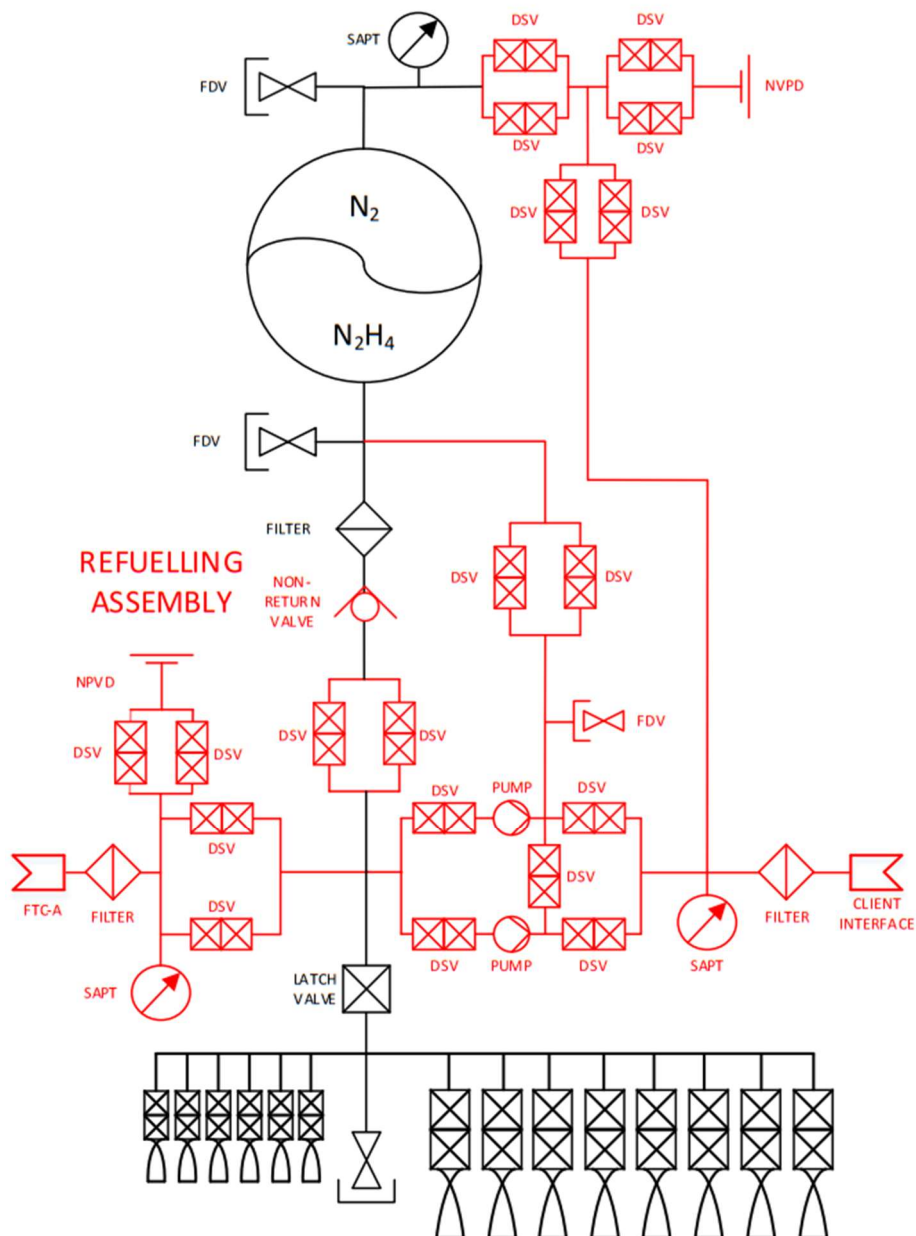 DSV
DSV
SAPT
FDV
NVPD
DSV
DSV
N₂
DSV
DSV
N₂H₄
FDV
FILTER
REFUELLING
ASSEMBLY
NON-
RETURN
VALVE
DSV
DSV
NPVD
DSV
DSV
DSV
DSV
FDV
DSV
PUMP
DSV
DSV
DSV
FTC-A
FILTER
DSV
FILTER
CLIENT
INTERFACE
DSV
PUMP
DSV
SAPT
LATCH
VALVE
SAPT